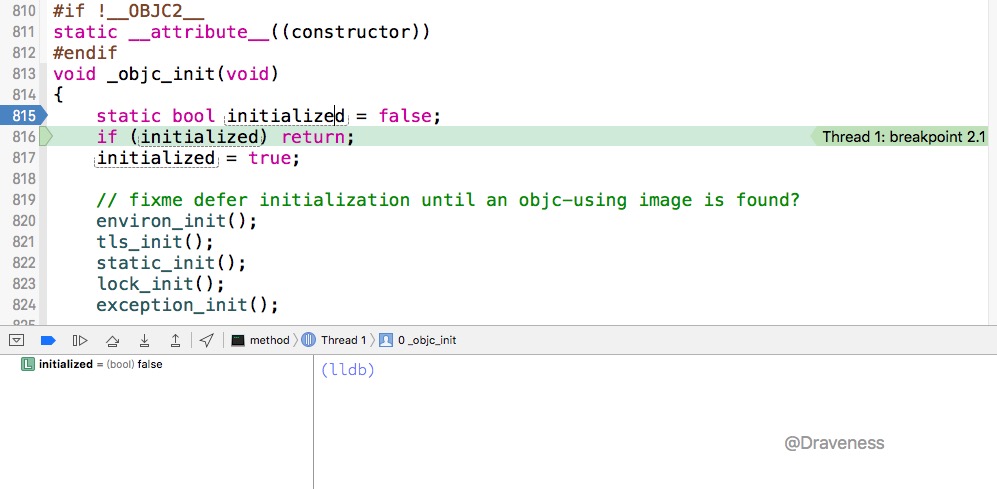 810 #if !__OBJC2__
811 static __attribute__((constructor))
812 #endif
813 void _objc_init(void)
814 {
815     static bool initialized = false;
816     if (initialized) return; Thread 1: breakpoint 2.1
817     initialized = true;
818
819     // fixme defer initialization until an objc-using image is found?
820     environ_init();
821     tls_init();
822     static_init();
823     lock_init();
824     exception_init();
825
method Thread 1 0 _objc_init
L initialized = (bool) false
(lldb)
@Draveness